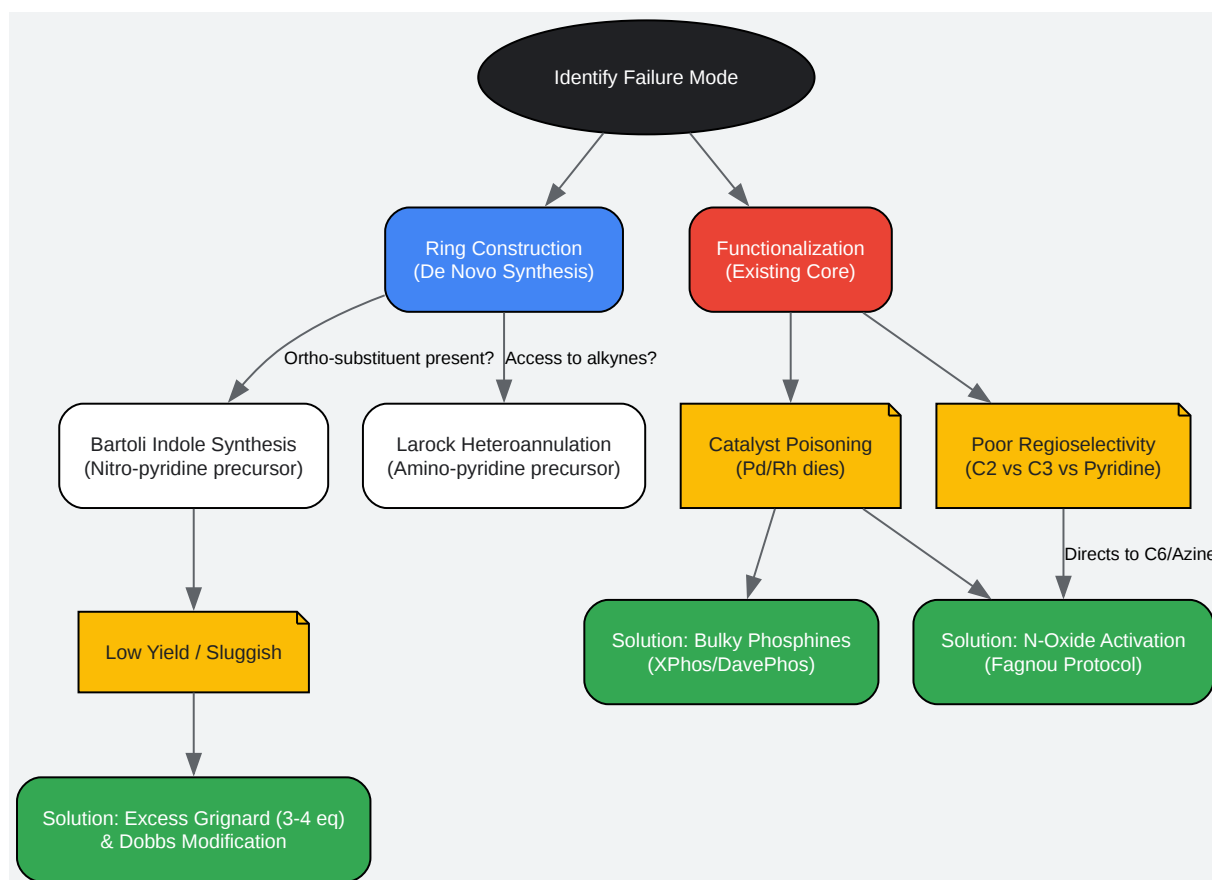 Identify Failure Mode
Ring Construction
(De Novo Synthesis)
Functionalization
(Existing Core)
Ortho-substituent present?
Access to alkynes?
Bartoli Indole Synthesis
(Nitro-pyridine precursor)
Larock Heteroannulation
(Amino-pyridine precursor)
Catalyst Poisoning
(Pd/Rh dies)
Poor Regioselectivity
(C2 vs C3 vs Pyridine)
Directs to C6/Azine
Low Yield / Sluggish
Solution: Bulky Phosphines
(XPhos/DavePhos)
Solution: N-Oxide Activation
(Fagnou Protocol)
Solution: Excess Grignard (3-4 eq)
& Dobbs Modification